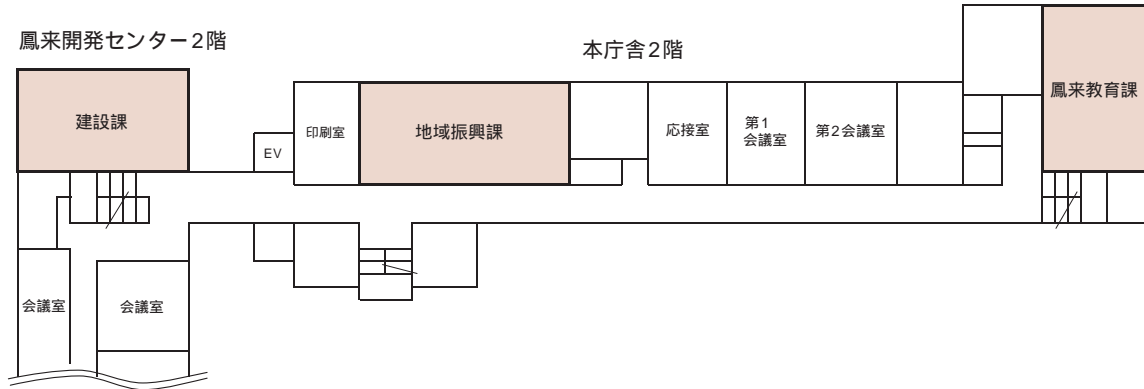 鳳来開発センター2階
本庁舎2階
建設課
EV
印刷室
地域振興課
応接室
第1
会議室
第2会議室
鳳来教育課
会議室
会議室